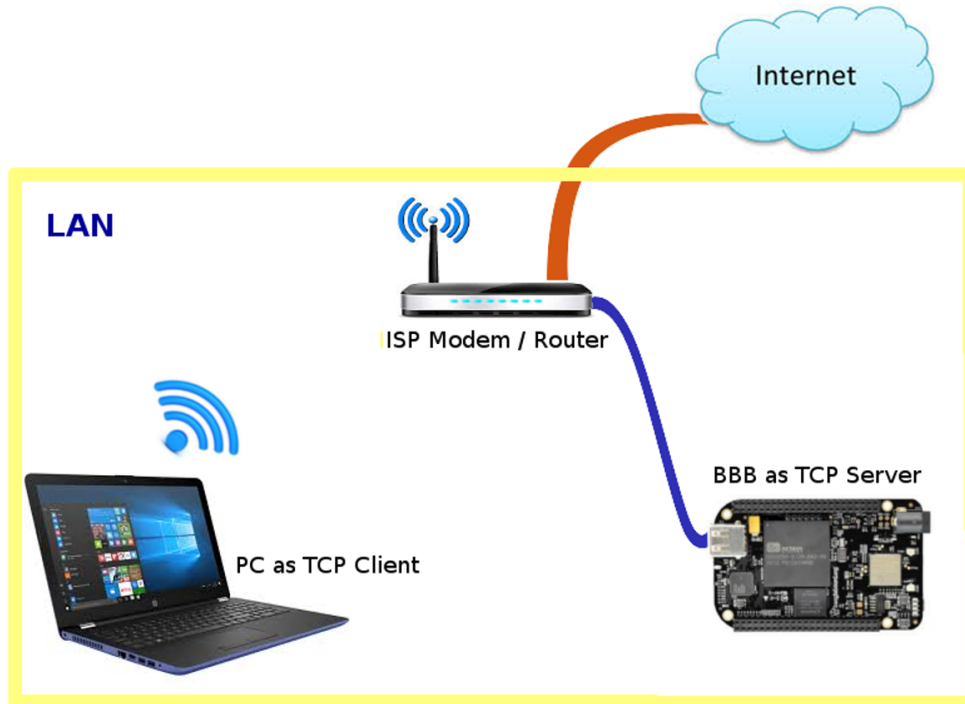 Internet
LAN
ISP Modem / Router
BBB as TCP Server
PC as TCP Client